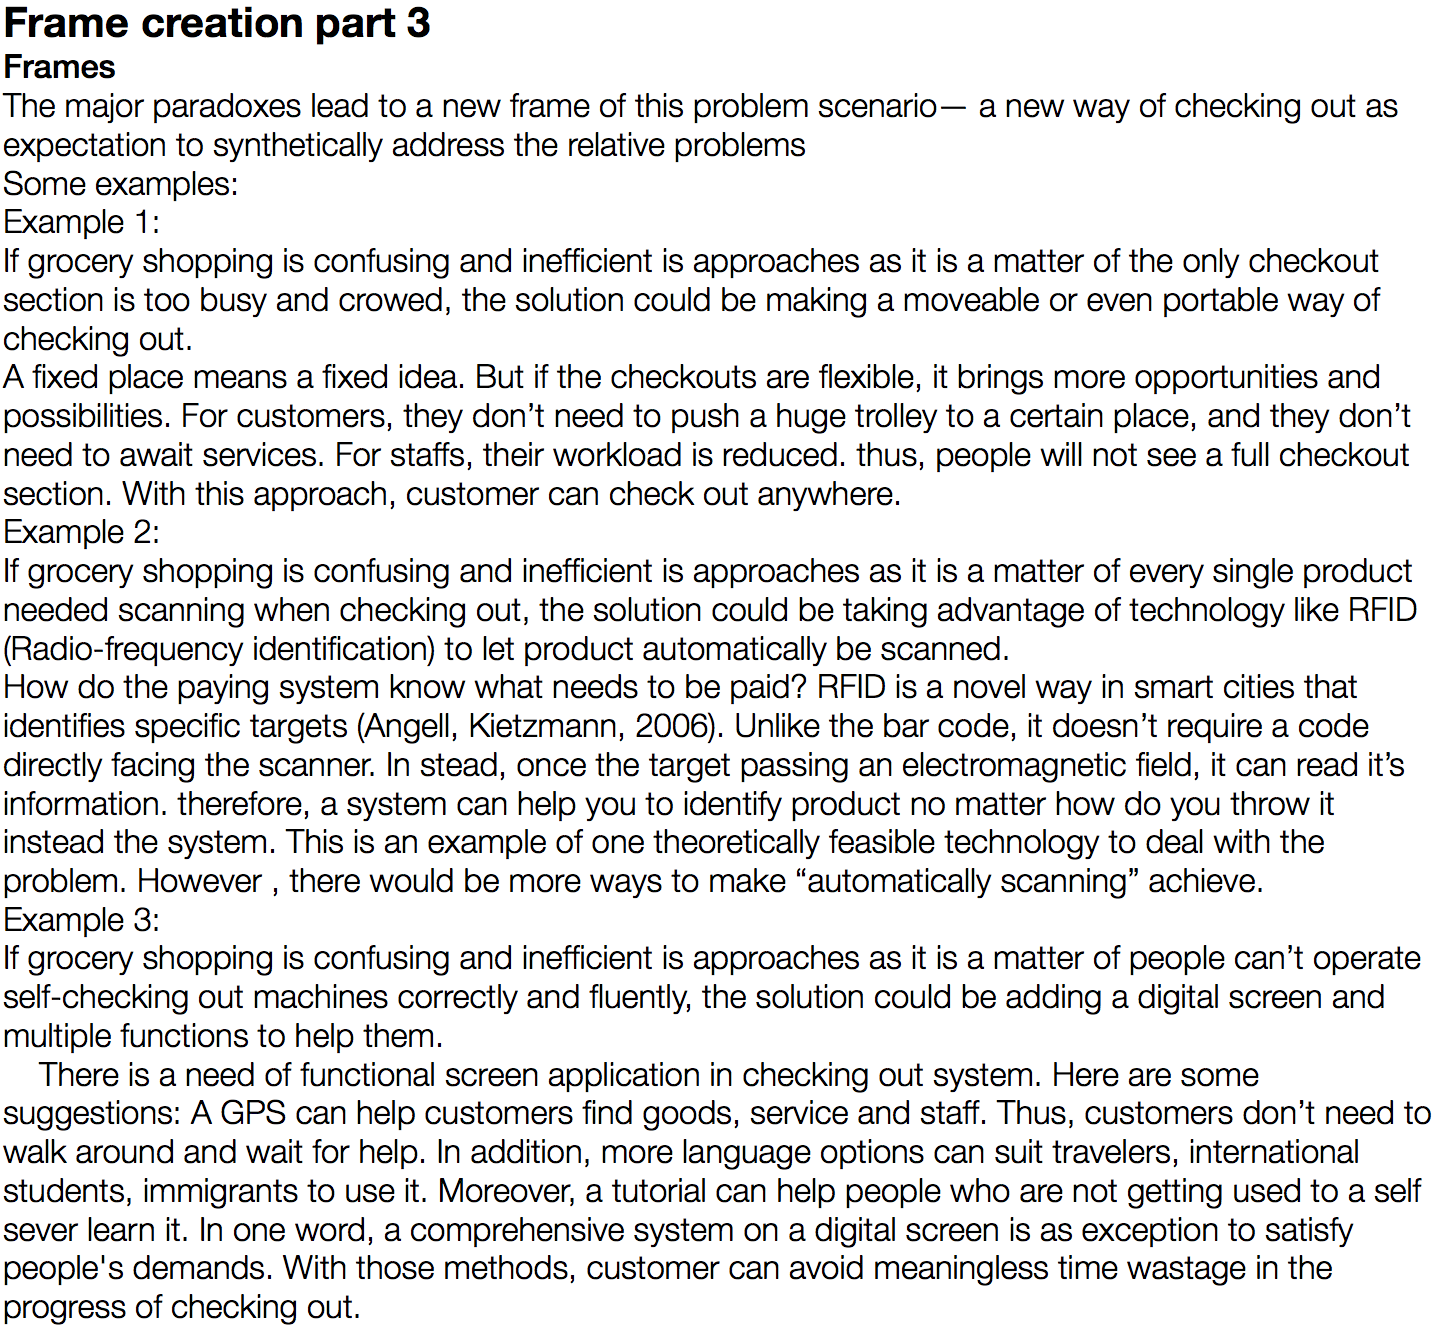 Frame creation part 3
Frames
The major paradoxes lead to a new frame of this problem scenario— a new way of checking out as
expectation to synthetically address the relative problems
Some examples:
Example 1:
If grocery shopping is confusing and inefficient is approaches as it is a matter of the only checkout
section is too busy and crowed, the solution could be making a moveable or even portable way of
checking out.
A fixed place means a fixed idea. But if the checkouts are flexible, it brings more opportunities and
possibilities. For customers, they don’t need to push a huge trolley to a certain place, and they don’t
need to await services. For staffs, their workload is reduced. thus, people will not see a full checkout
section. With this approach, customer can check out anywhere.
Example 2:
If grocery shopping is confusing and inefficient is approaches as it is a matter of every single product
needed scanning when checking out, the solution could be taking advantage of technology like RFID
(Radio-frequency identification) to let product automatically be scanned.
How do the paying system know what needs to be paid? RFID is a novel way in smart cities that
identifies specific targets (Angell, Kietzmann, 2006). Unlike the bar code, it doesn’t require a code
directly facing the scanner. In stead, once the target passing an electromagnetic field, it can read it’s
information. therefore, a system can help you to identify product no matter how do you throw it
instead the system. This is an example of one theoretically feasible technology to deal with the
problem. However , there would be more ways to make “automatically scanning” achieve.
Example 3:
If grocery shopping is confusing and inefficient is approaches as it is a matter of people can’t operate
self-checking out machines correctly and fluently, the solution could be adding a digital screen and
multiple functions to help them.
There is a need of functional screen application in checking out system. Here are some
suggestions: A GPS can help customers find goods, service and staff. Thus, customers don’t need to
walk around and wait for help. In addition, more language options can suit travelers, international
students, immigrants to use it. Moreover, a tutorial can help people who are not getting used to a self
sever learn it. In one word, a comprehensive system on a digital screen is as exception to satisfy
people's demands. With those methods, customer can avoid meaningless time wastage in the
progress of checking out.